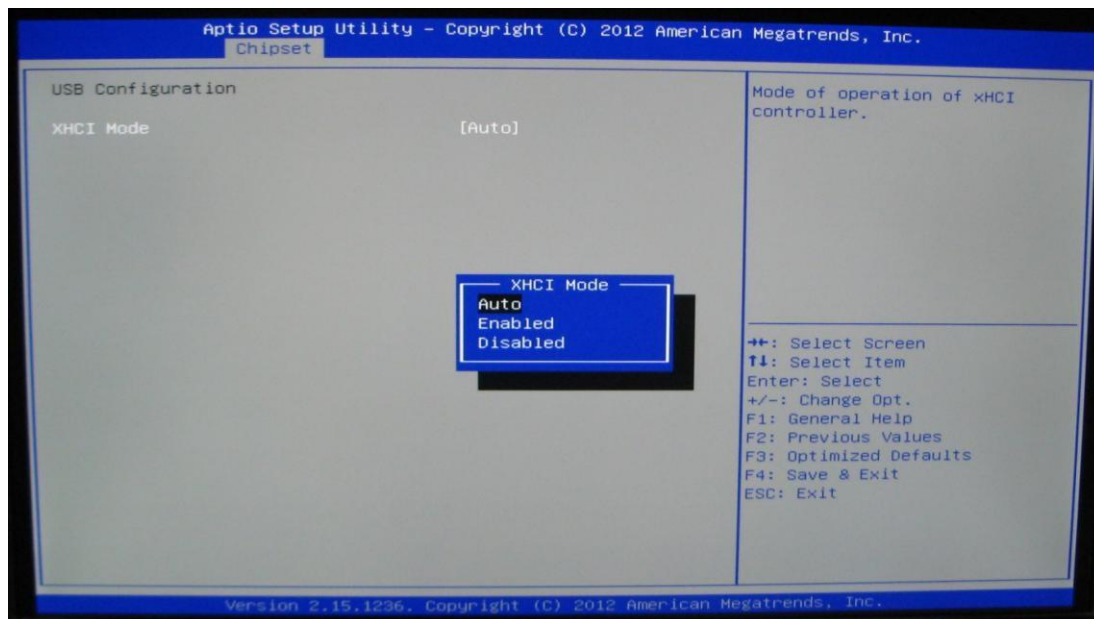 Aptio Setup Utility – Copyright (C) 2012 American Megatrends, Inc.
Chipset
USB Configuration
XHCI Mode [Auto]
Mode of operation of xHCI
controller.
XHCI Mode
Auto
Enabled
Disabled
→←: Select Screen
↑↓: Select Item
Enter: Select
+/-: Change Opt.
F1: General Help
F2: Previous Values
F3: Optimized Defaults
F4: Save & Exit
ESC: Exit
Version 2.15.1236. Copyright (C) 2012 American Megatrends, Inc.